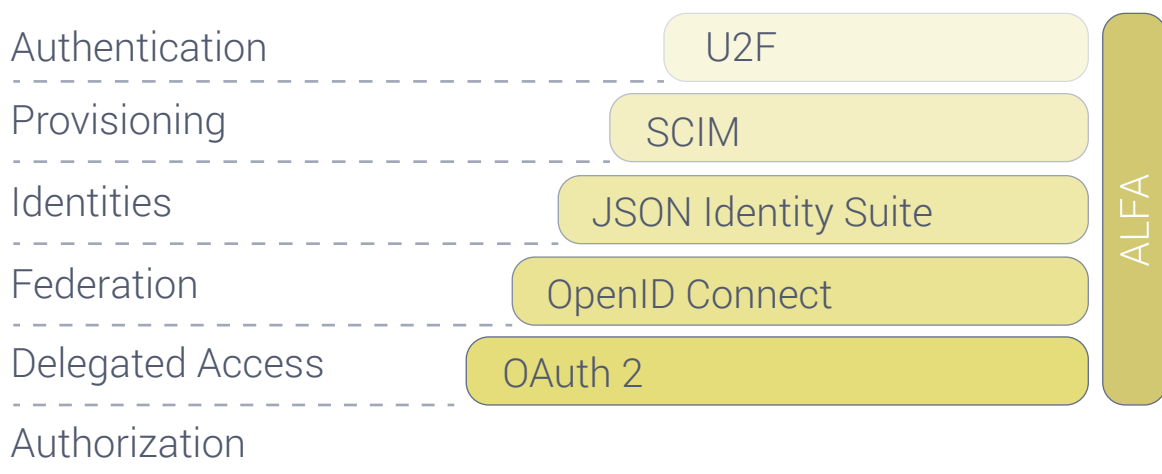 Authentication
U2F
Provisioning
SCIM
Identities
JSON Identity Suite
Federation
OpenID Connect
Delegated Access
OAuth 2
Authorization
ALFA